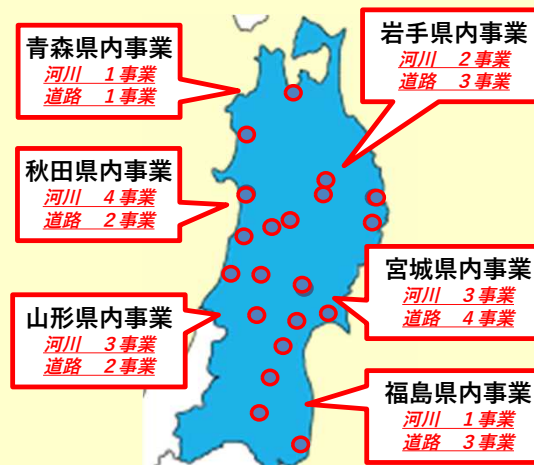 青森県内事業
河川　1事業
道路　1事業
岩手県内事業
河川　2事業
道路　3事業
秋田県内事業
河川　4事業
道路　2事業
宮城県内事業
河川　3事業
道路　4事業
山形県内事業
河川　3事業
道路　2事業
福島県内事業
河川　1事業
道路　3事業